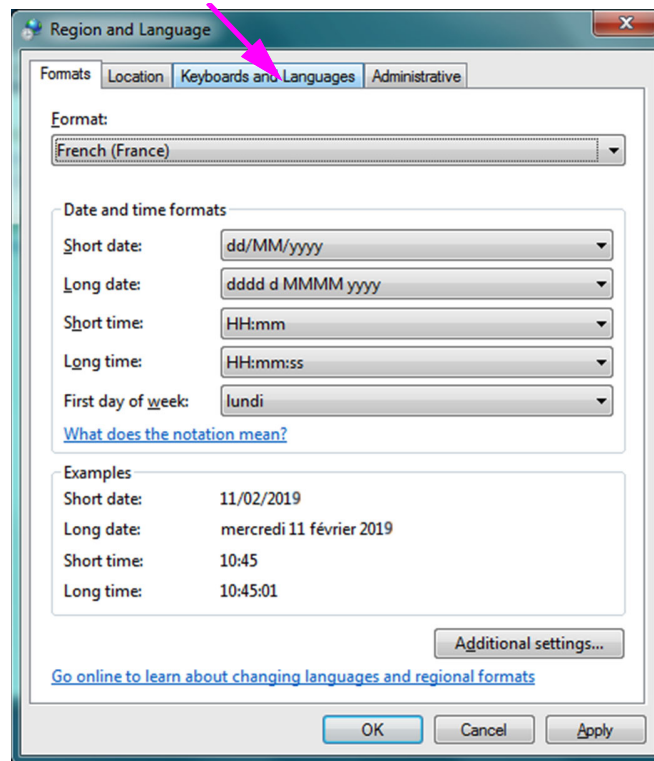 Region and Language
Formats Location Keyboards and Languages Administrative
Format:
French (France)
Date and time formats
Short date: dd/MM/yyyy
Long date: dddd d MMMM yyyy
Short time: HH:mm
Long time: HH:mm:ss
First day of week: lundi
What does the notation mean?
Examples
Short date: 11/02/2019
Long date: mercredi 11 février 2019
Short time: 10:45
Long time: 10:45:01
Additional settings...
Go online to learn about changing languages and regional formats
OK Cancel Apply